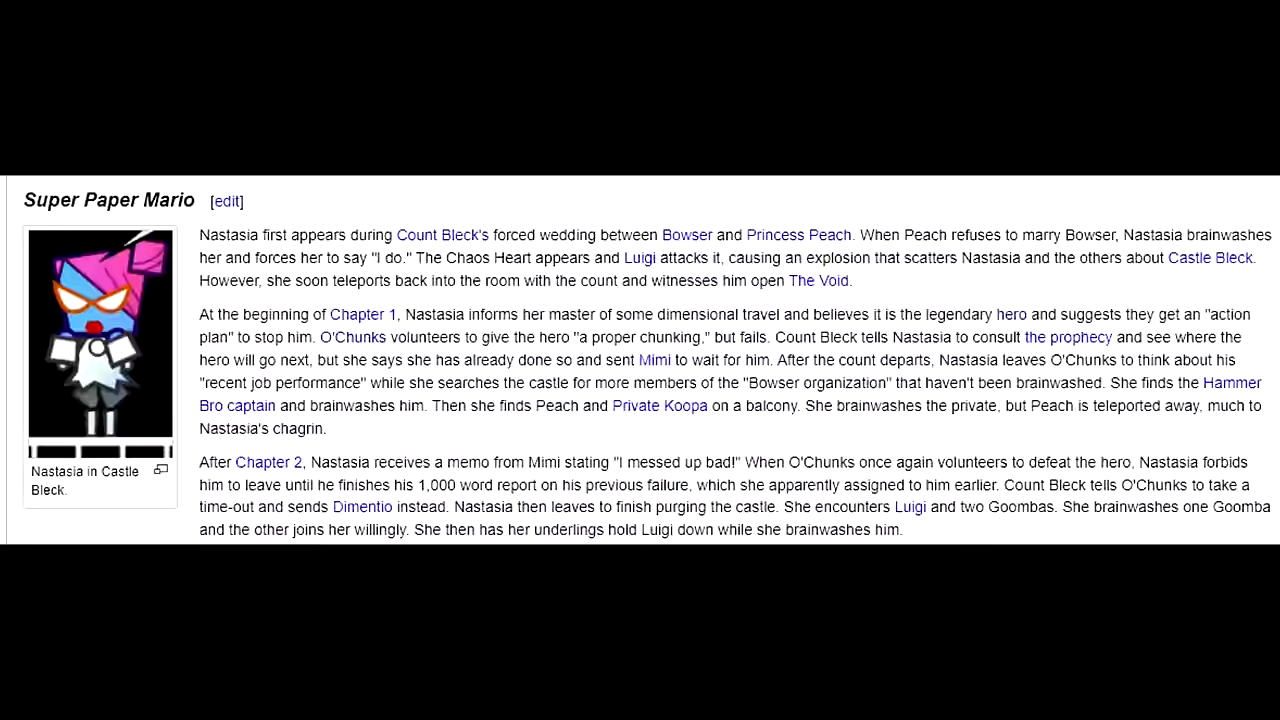 Super Paper Mario [edit]
Nastasia first appears during Count Bleck's forced wedding between Bowser and Princess Peach. When Peach refuses to marry Bowser, Nastasia brainwashes
her and forces her to say "I do." The Chaos Heart appears and Luigi attacks it, causing an explosion that scatters Nastasia and the others about Castle Bleck.
However, she soon teleports back into the room with the count and witnesses him open The Void.
At the beginning of Chapter 1, Nastasia informs her master of some dimensional travel and believes it is the legendary hero and suggests they get an "action
plan" to stop him. O'Chunks volunteers to give the hero "a proper chunking," but fails. Count Bleck tells Nastasia to consult the prophecy and see where the
hero will go next, but she says she has already done so and sent Mimi to wait for him. After the count departs, Nastasia leaves O'Chunks to think about his
"recent job performance" while she searches the castle for more members of the "Bowser organization" that haven't been brainwashed. She finds the Hammer
Bro captain and brainwashes him. Then she finds Peach and Private Koopa on a balcony. She brainwashes the private, but Peach is teleported away, much to
Nastasia's chagrin.
Nastasia in Castle
Bleck.
After Chapter 2, Nastasia receives a memo from Mimi stating "I messed up bad!" When O'Chunks once again volunteers to defeat the hero, Nastasia forbids
him to leave until he finishes his 1,000 word report on his previous failure, which she apparently assigned to him earlier. Count Bleck tells O'Chunks to take a
time-out and sends Dimentio instead. Nastasia then leaves to finish purging the castle. She encounters Luigi and two Goombas. She brainwashes one Goomba
and the other joins her willingly. She then has her underlings hold Luigi down while she brainwashes him.